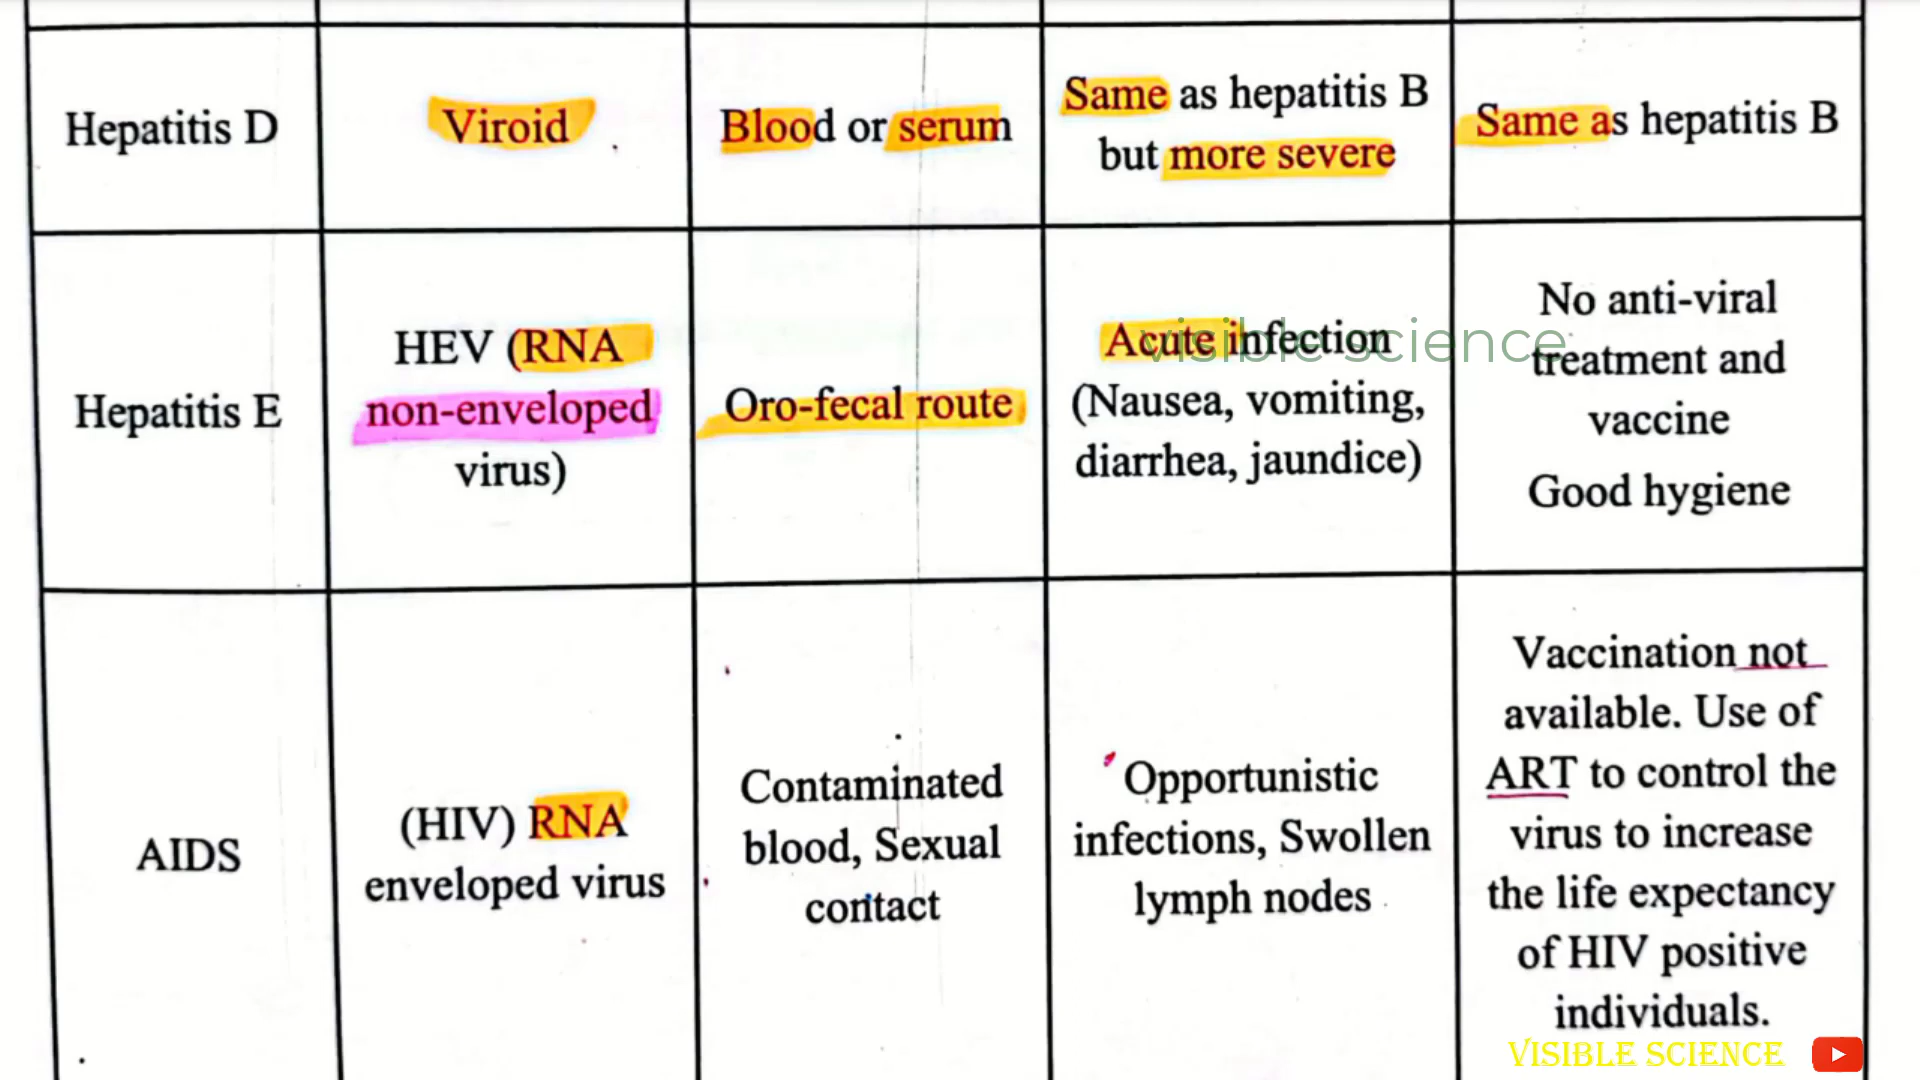 Hepatitis D
Viroid
Blood or serum
Same as hepatitis B
but more severe
Same as hepatitis B
Hepatitis E
HEV (RNA
non-enveloped
virus)
Oro-fecal route
Acute infection
(Nausea, vomiting,
diarrhea, jaundice)
visible science
No anti-viral
treatment and
vaccine
Good hygiene
AIDS
(HIV) RNA
enveloped virus
Contaminated
blood, Sexual
contact
Opportunistic
infections, Swollen
lymph nodes
Vaccination not
available. Use of
ART to control the
virus to increase
the life expectancy
of HIV positive
individuals.
VISIBLE SCIENCE